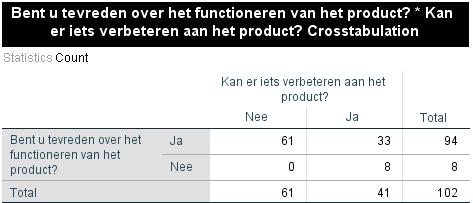 Bent u tevreden over het functioneren van het product? * Kan
er iets verbeteren aan het product? Crosstabulation
Statistics Count
Kan er iets verbeteren aan het
product?
Nee Ja Total
Bent u tevreden over het Ja 61 33 94
functioneren van het
product? Nee 0 8 8
Total 61 41 102